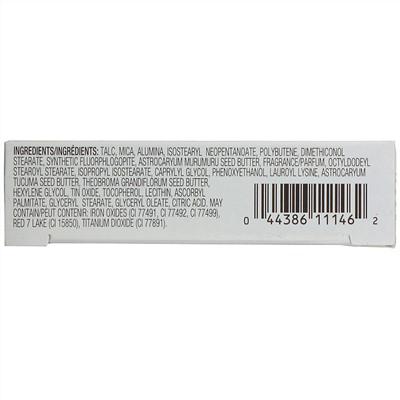 INGREDIENTS/INGRÉDIENTS: TALC, MICA, ALUMINA, ISOSTEARYL NEOPENTANOATE, POLYBUTENE, DIMETHICONOL
STEARATE, SYNTHETIC FLUORPHLOGOPITE, ASTROCARYUM MURUMURU SEED BUTTER, FRAGRANCE/PARFUM, OCTYLDODEYL
STEAROYL STEARATE, ISOPROPYL ISOSTEARATE, CAPRYLYL GLYCOL, PHENOXYETHANOL, LAUROYL LYSINE, ASTROCARYUM
TUCUMA SEED BUTTER, THEOBROMA GRANDIFLORUM SEED BUTTER,
HEXYLENE GLYCOL, TIN OXIDE, TOCOPHEROL, LECITHIN, ASCORBYL
PALMITATE, GLYCERYL STEARATE, GLYCERYL OLEATE, CITRIC ACID. MAY
CONTAIN/PEUT CONTENIR: IRON OXIDES (CI 77491, CI 77492, CI 77499),
RED 7 LAKE (CI 15850), TITANIUM DIOXIDE (CI 77891).
0 44386 11146 2